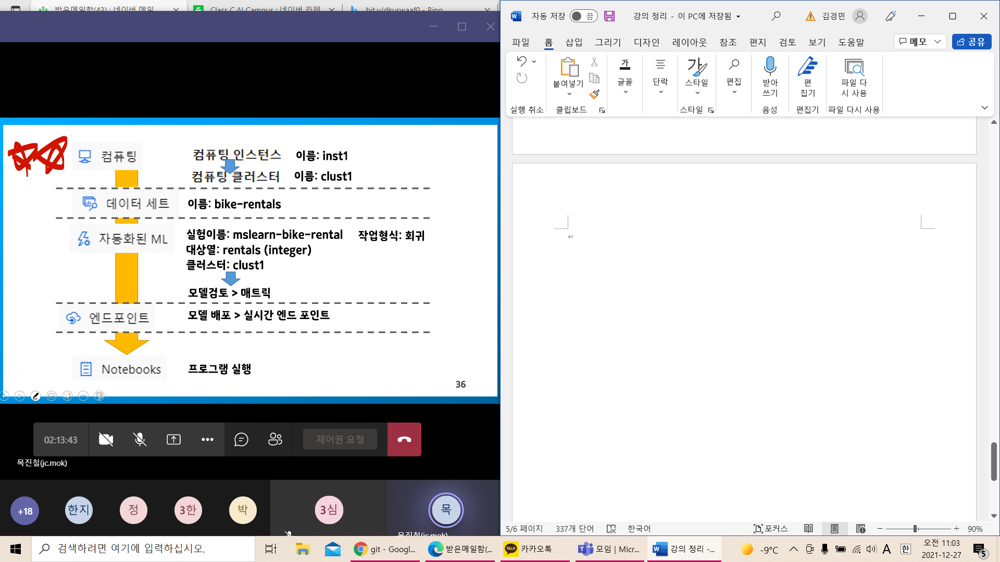 받은메일함(43) : 네이버 메일
Class C AI Campus : 네이버 카페
bit.y/dkuswaaf0 - Bing
컴퓨팅
컴퓨팅 인스턴스 이름: inst1
컴퓨팅 클러스터 이름: clust1
데이터 세트 이름: bike-rentals
자동화된 ML
실험이름: mslearn-bike-rental 작업형식: 회귀
대상열: rentals (integer)
클러스터: clust1
모델검토 > 매트릭
엔드포인트 모델 배포 > 실시간 엔드 포인트
Notebooks 프로그램 실행
36
02:13:43
제어권 요청
목진철(jc.mok)
+18
한지
정
3한
박
3심
목
목진철(jc.mok)
자동 저장 끔 강의 정리 - 이 PC에 저장됨 김경민
파일 홈 삽입 그리기 디자인 레이아웃 참조 편지 검토 보기 도움말 메모 공유
붙여넣기
글꼴
단락
스타일
편집
받아
쓰기
편
집기
파일 다
시 사용
실행 취소 클립보드 스타일 음성 편집기 파일 다시 사용
5/6 페이지 337개 단어 한국어 포커스 90%
검색하려면 여기에 입력하십시오.
git - Googl...
받은메일함(...
TALK
카카오톡
모임 | Micr...
강의 정리 -...
-9°C
A
한
오전 11:03
2021-12-27
5